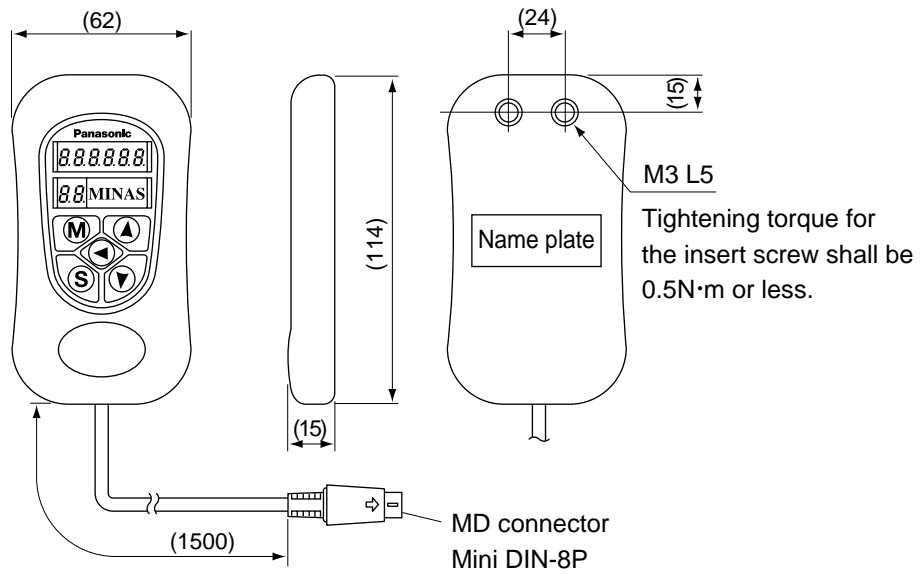 (62)
(24)
(15)
Panasonic
8.8.8.8.8.8.
8.8. MINAS
M
S
(114)
M3 L5
Tightening torque for
the insert screw shall be
0.5N·m or less.
Name plate
(15)
(1500)
MD connector
Mini DIN-8P